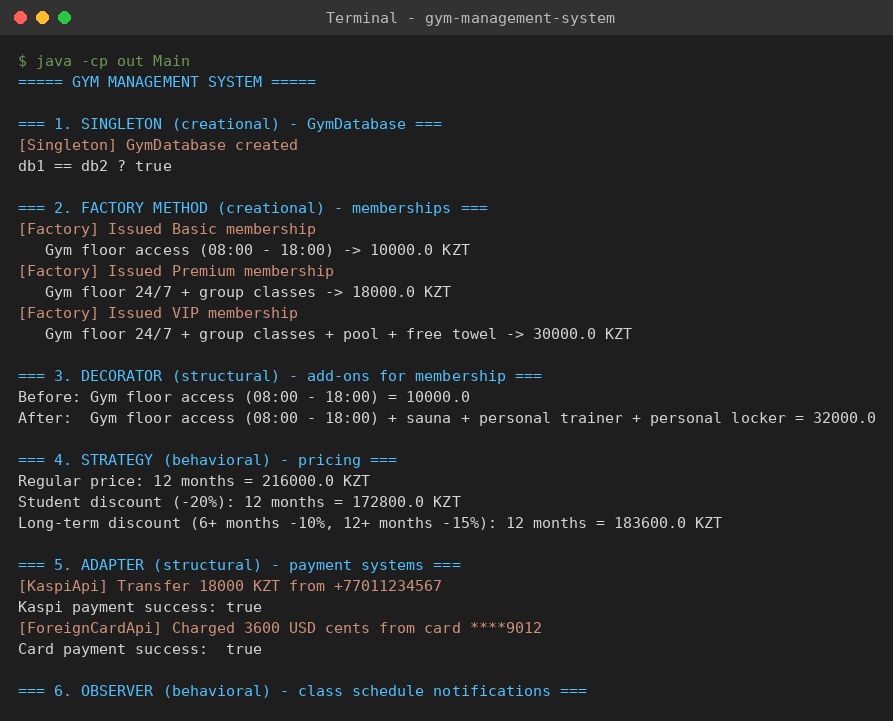 Terminal - gym-management-system
$ java -cp out Main
===== GYM MANAGEMENT SYSTEM =====
=== 1. SINGLETON (creational) - GymDatabase ===
[Singleton] GymDatabase created
db1 == db2 ? true
=== 2. FACTORY METHOD (creational) - memberships ===
[Factory] Issued Basic membership
   Gym floor access (08:00 - 18:00) -> 10000.0 KZT
[Factory] Issued Premium membership
   Gym floor 24/7 + group classes -> 18000.0 KZT
[Factory] Issued VIP membership
   Gym floor 24/7 + group classes + pool + free towel -> 30000.0 KZT
=== 3. DECORATOR (structural) - add-ons for membership ===
Before: Gym floor access (08:00 - 18:00) = 10000.0
After:  Gym floor access (08:00 - 18:00) + sauna + personal trainer + personal locker = 32000.0
=== 4. STRATEGY (behavioral) - pricing ===
Regular price: 12 months = 216000.0 KZT
Student discount (-20%): 12 months = 172800.0 KZT
Long-term discount (6+ months -10%, 12+ months -15%): 12 months = 183600.0 KZT
=== 5. ADAPTER (structural) - payment systems ===
[KaspiApi] Transfer 18000 KZT from +77011234567
Kaspi payment success: true
[ForeignCardApi] Charged 3600 USD cents from card ****9012
Card payment success:  true
=== 6. OBSERVER (behavioral) - class schedule notifications ===